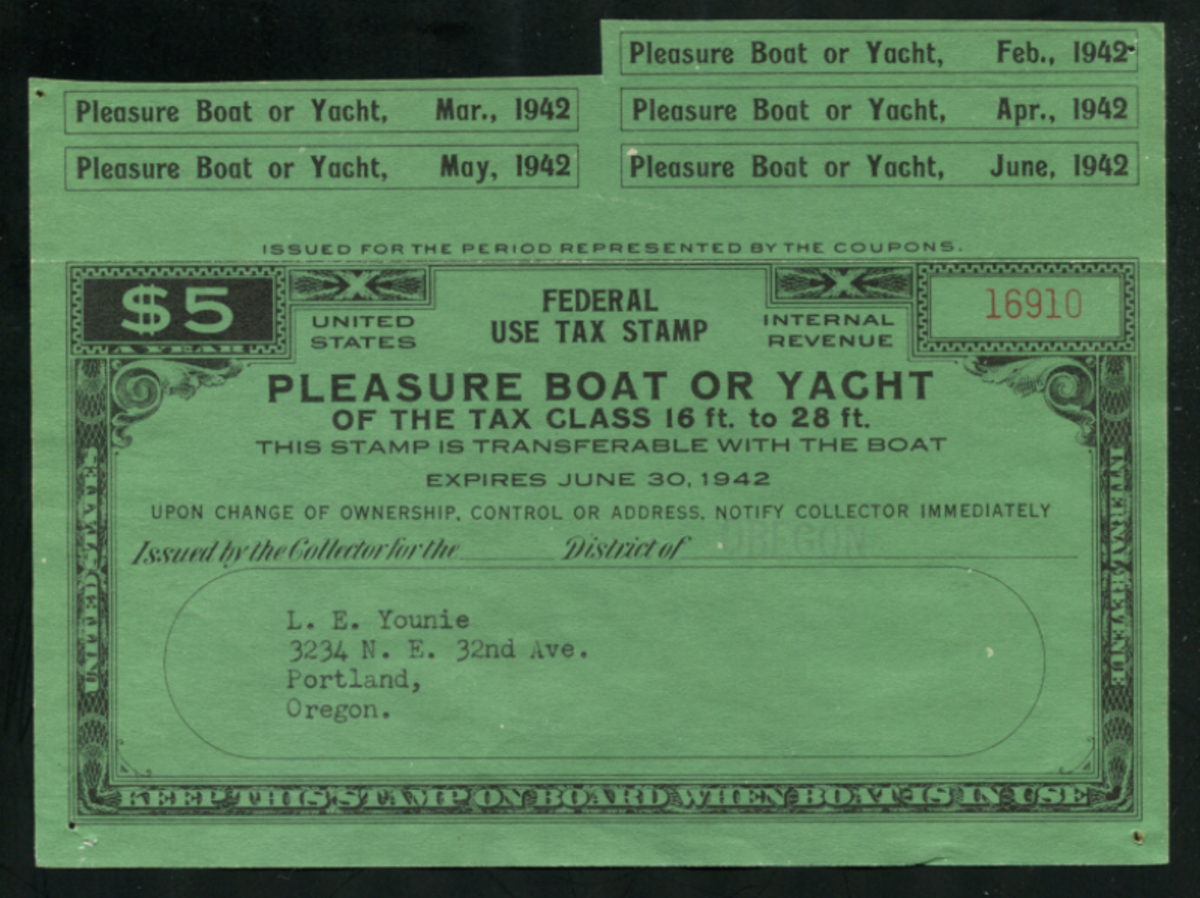 Pleasure Boat or Yacht, Feb., 1942
Pleasure Boat or Yacht, Mar., 1942
Pleasure Boat or Yacht, Apr., 1942
Pleasure Boat or Yacht, May, 1942
Pleasure Boat or Yacht, June, 1942
ISSUED FOR THE PERIOD REPRESENTED BY THE COUPONS.
$5
A YEAR
UNITED
STATES
FEDERAL
USE TAX STAMP
INTERNAL
REVENUE
16910
PLEASURE BOAT OR YACHT
OF THE TAX CLASS 16 ft. to 28 ft.
THIS STAMP IS TRANSFERABLE WITH THE BOAT
EXPIRES JUNE 30, 1942
UPON CHANGE OF OWNERSHIP, CONTROL OR ADDRESS, NOTIFY COLLECTOR IMMEDIATELY
Issued by the Collector for the District of OREGON
L. E. Younie
3234 N. E. 32nd Ave.
Portland,
Oregon.
UNITED STATES
INTERNAL REVENUE
KEEP THIS STAMP ON BOARD WHEN BOAT IS IN USE